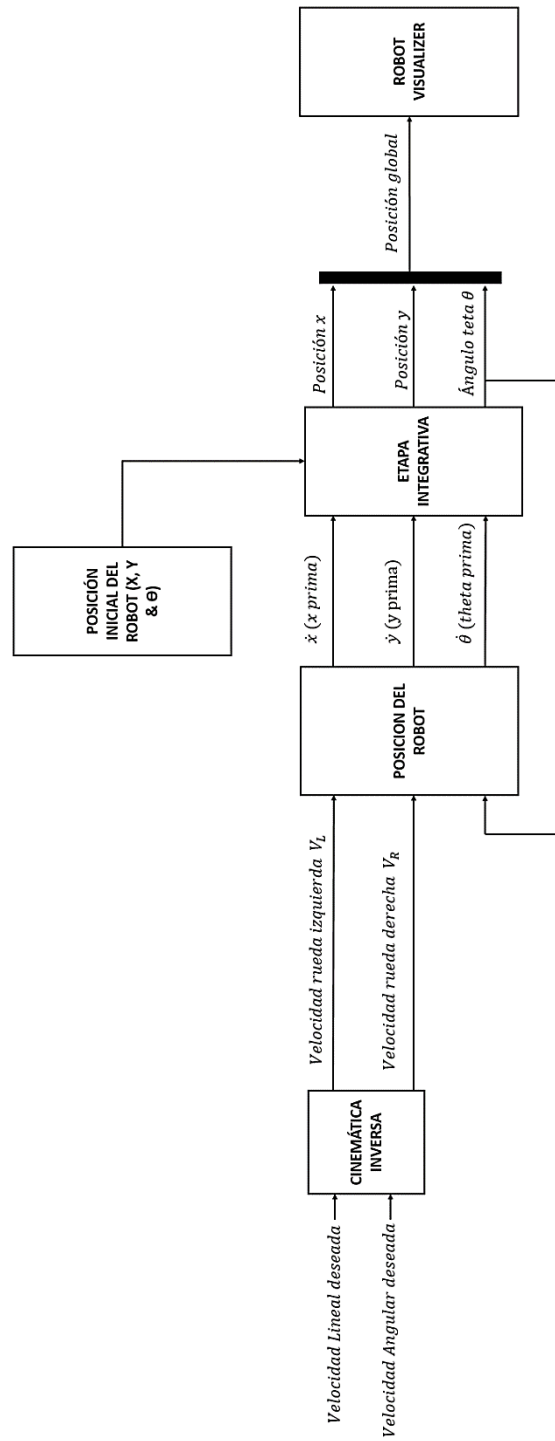 POSICIÓN
INICIAL DEL
ROBOT (X, Y
& Ө)
Velocidad Lineal deseada
Velocidad Angular deseada
CINEMÁTICA
INVERSA
Velocidad rueda izquierda V_L
Velocidad rueda derecha V_R
POSICION DEL
ROBOT
ẋ (x prima)
ẏ (y prima)
θ̇ (theta prima)
ETAPA
INTEGRATIVA
Posición x
Posición y
Ángulo teta θ
Posición global
ROBOT
VISUALIZER